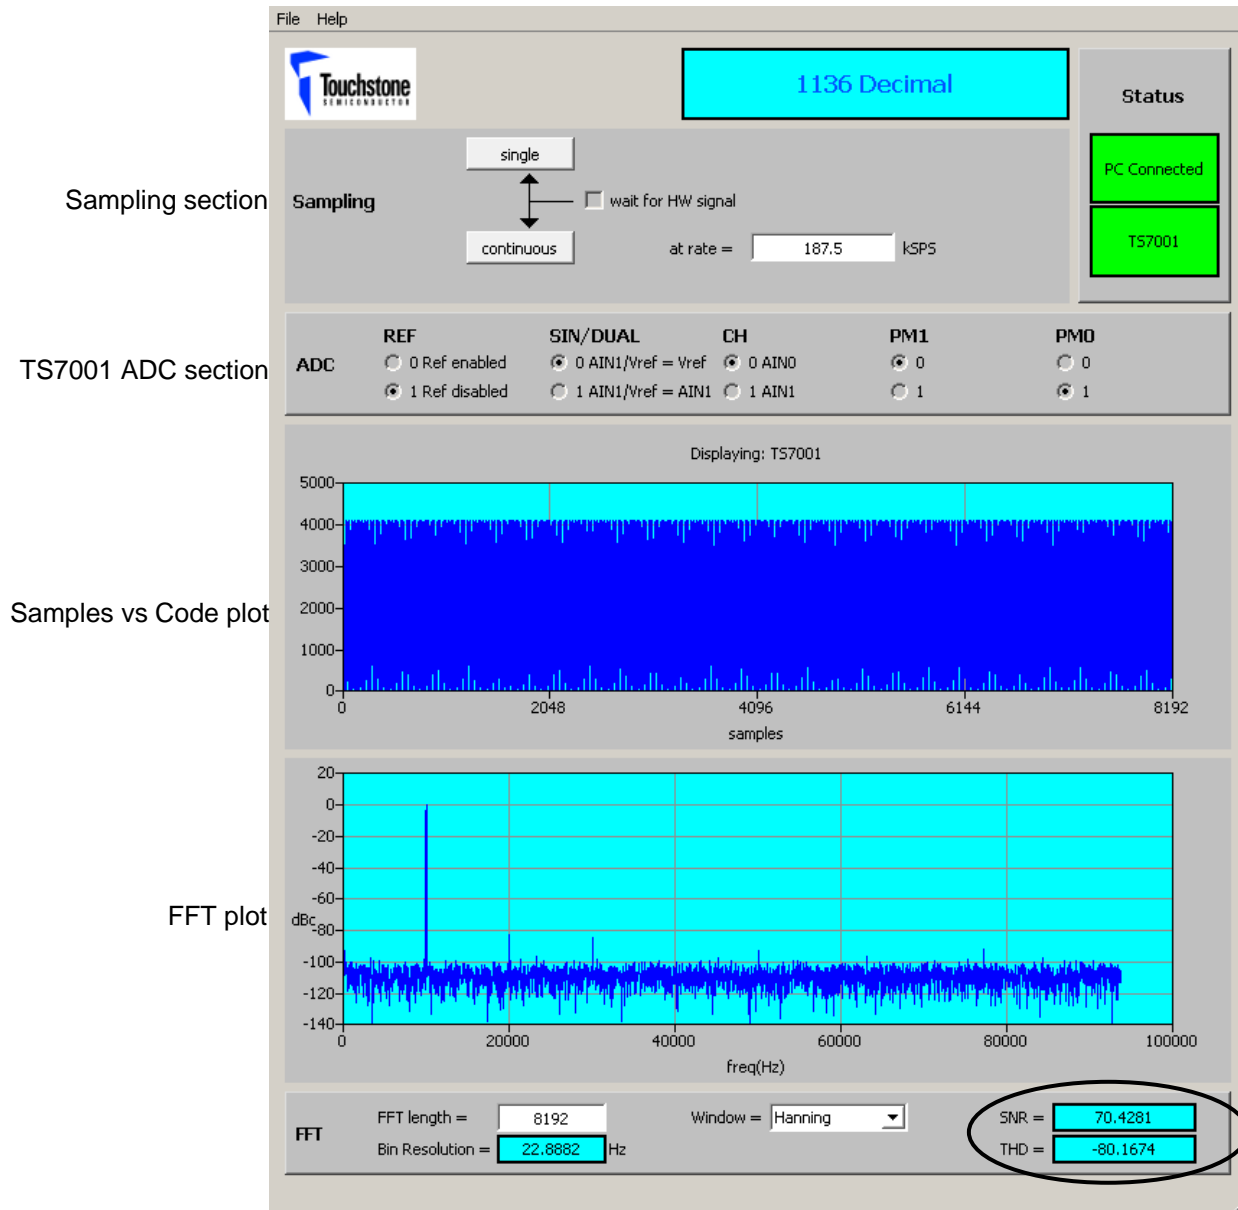 File Help
Touchstone
SEMICONDUCTOR
1136 Decimal
Status
PC Connected
TS7001
Sampling section
Sampling
single
wait for HW signal
continuous
at rate = 187.5 kSPS
TS7001 ADC section
ADC
REF SIN/DUAL CH PM1 PM0
0 Ref enabled 0 AIN1/Vref = Vref 0 AIN0 0 0
1 Ref disabled 1 AIN1/Vref = AIN1 1 AIN1 1 1
Displaying: TS7001
Samples vs Code plot
5000
4000
3000
2000
1000
0
0 2048 4096 6144 8192
samples
FFT plot
20
0
-20
-40
-60
dBc
-80
-100
-120
-140
0 20000 40000 60000 80000 100000
freq(Hz)
FFT
FFT length = 8192 Window = Hanning SNR = 70.4281
Bin Resolution = 22.8882 Hz THD = -80.1674